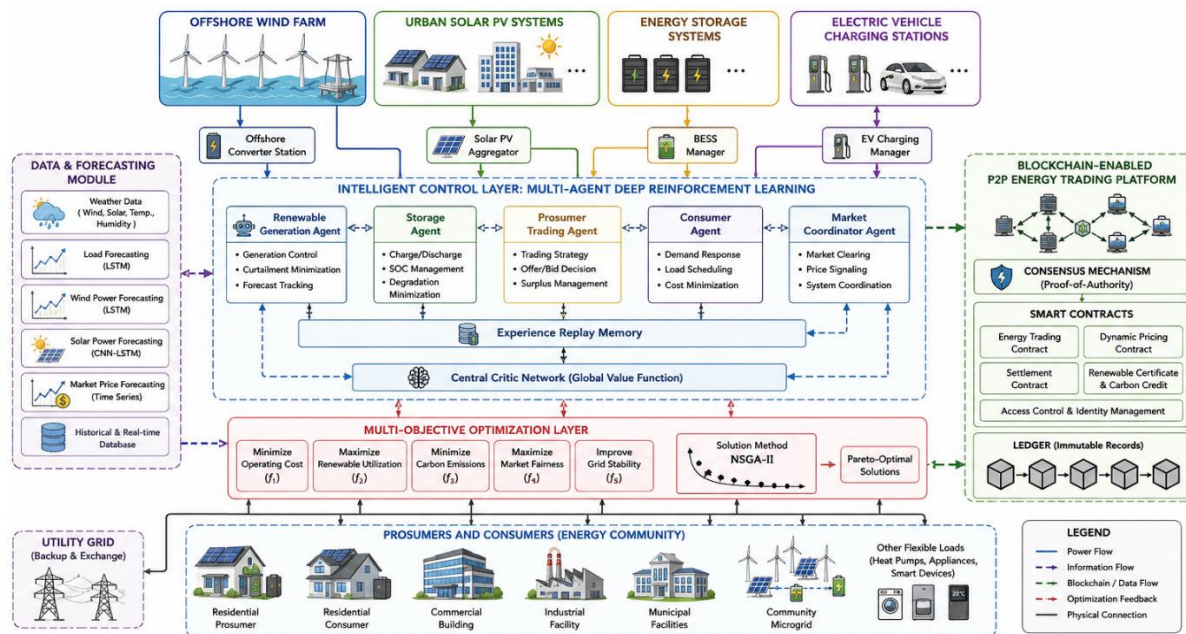 OFFSHORE WIND FARM
URBAN SOLAR PV SYSTEMS
...
ENERGY STORAGE
SYSTEMS
...
ELECTRIC VEHICLE
CHARGING STATIONS
...
Offshore
Converter Station
Solar PV
Aggregator
BESS
Manager
EV Charging
Manager
DATA & FORECASTING
MODULE
Weather Data
( Wind, Solar, Temp.,
Humidity )
Load Forecasting
(LSTM)
Wind Power Forecasting
(LSTM)
Solar Power Forecasting
(CNN-LSTM)
Market Price Forecasting
(Time Series)
Historical & Real-time
Database
INTELLIGENT CONTROL LAYER: MULTI-AGENT DEEP REINFORCEMENT LEARNING
Renewable
Generation Agent
• Generation Control
• Curtailment Minimization
• Forecast Tracking
Storage
Agent
• Charge/Discharge
• SOC Management
• Degradation
Minimization
Prosumer
Trading Agent
• Trading Strategy
• Offer/Bid Decision
• Surplus Management
Consumer
Agent
• Demand Response
• Load Scheduling
• Cost Minimization
Market
Coordinator Agent
• Market Clearing
• Price Signaling
• System Coordination
Experience Replay Memory
Central Critic Network (Global Value Function)
MULTI-OBJECTIVE OPTIMIZATION LAYER
Minimize
Operating Cost
(f₁)
Maximize
Renewable Utilization
(f₂)
Minimize
Carbon Emissions
(f₃)
Maximize
Market Fairness
(f₄)
Improve
Grid Stability
(f₅)
Solution Method
NSGA-II
Pareto-Optimal
Solutions
BLOCKCHAIN-ENABLED
P2P ENERGY TRADING PLATFORM
CONSENSUS MECHANISM
(Proof-of-Authority)
SMART CONTRACTS
Energy Trading
Contract
Dynamic Pricing
Contract
Settlement
Contract
Renewable Certificate
& Carbon Credit
Access Control & Identity Management
LEDGER (Immutable Records)
UTILITY GRID
(Backup & Exchange)
PROSUMERS AND CONSUMERS (ENERGY COMMUNITY)
Residential
Prosumer
Residential
Consumer
Commercial
Building
Industrial
Facility
Municipal
Facilities
Community
Microgrid
Other Flexible Loads
(Heat Pumps, Appliances,
Smart Devices)
22°C
LEGEND
Power Flow
Information Flow
Blockchain / Data Flow
Optimization Feedback
Physical Connection